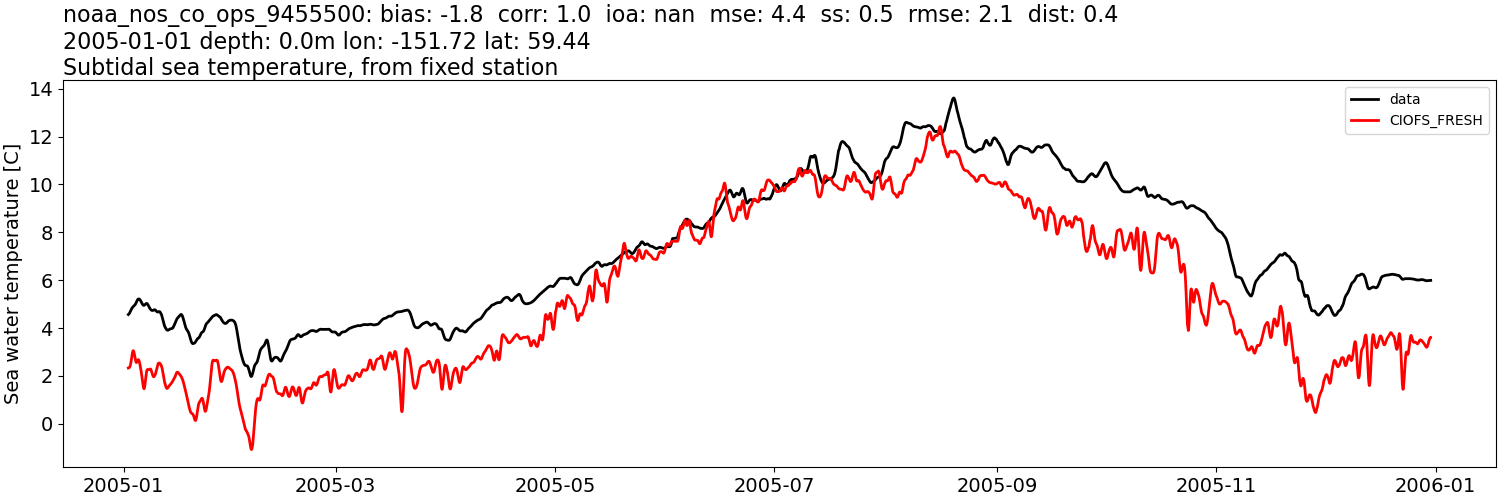 noaa_nos_co_ops_9455500: bias: -1.8  corr: 1.0  ioa: nan  mse: 4.4  ss: 0.5  rmse: 2.1  dist: 0.4
2005-01-01 depth: 0.0m lon: -151.72 lat: 59.44
Subtidal sea temperature, from fixed station
Sea water temperature [C]
14
12
10
8
6
4
2
0
data
CIOFS_FRESH
2005-01
2005-03
2005-05
2005-07
2005-09
2005-11
2006-01